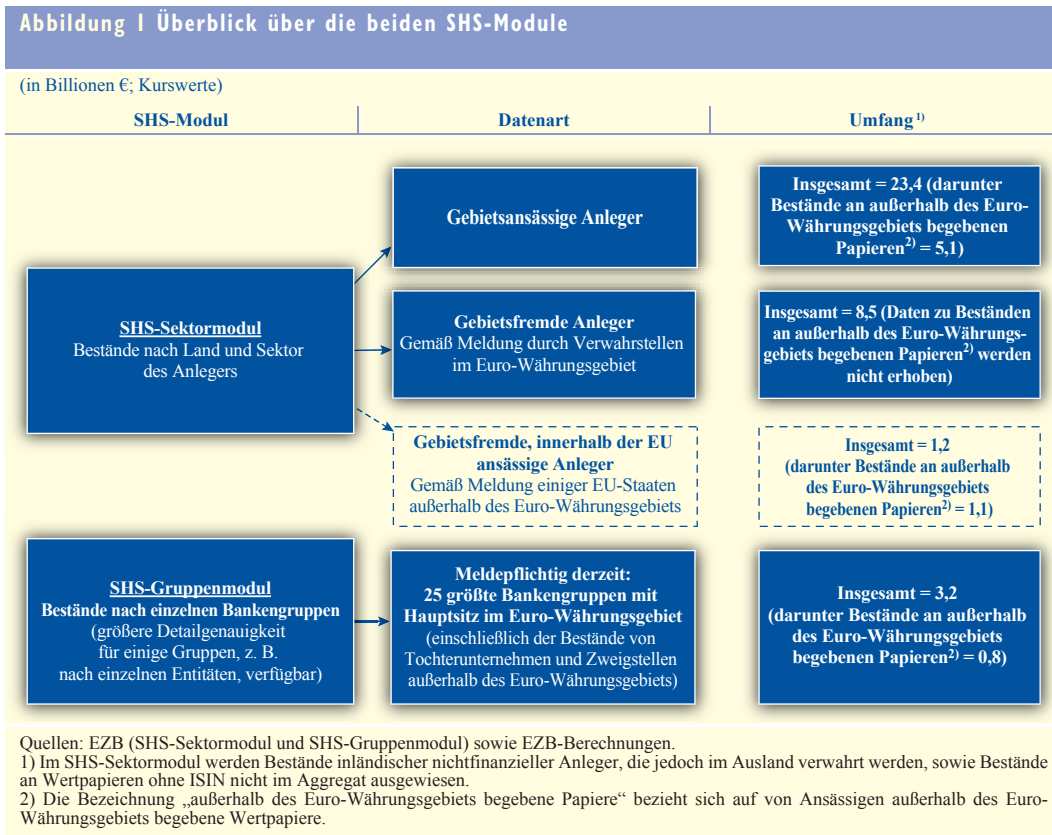 Abbildung 1 Überblick über die beiden SHS-Module
(in Billionen €; Kurswerte)
SHS-Modul
Datenart
Umfang 1)
SHS-Sektormodul
Bestände nach Land und Sektor
des Anlegers
Gebietsansässige Anleger
Insgesamt = 23,4 (darunter
Bestände an außerhalb des Euro-
Währungsgebiets begebenen
Papieren2) = 5,1)
Gebietsfremde Anleger
Gemäß Meldung durch Verwahrstellen
im Euro-Währungsgebiet
Insgesamt = 8,5 (Daten zu Beständen
an außerhalb des Euro-Währungs-
gebiets begebenen Papieren2) werden
nicht erhoben)
Gebietsfremde, innerhalb der EU
ansässige Anleger
Gemäß Meldung einiger EU-Staaten
außerhalb des Euro-Währungsgebiets
Insgesamt = 1,2
(darunter Bestände an außerhalb
des Euro-Währungsgebiets
begebenen Papieren2) = 1,1)
SHS-Gruppenmodul
Bestände nach einzelnen Bankengruppen
(größere Detailgenauigkeit
für einige Gruppen, z. B.
nach einzelnen Entitäten, verfügbar)
Meldepflichtig derzeit:
25 größte Bankengruppen mit
Hauptsitz im Euro-Währungsgebiet
(einschließlich der Bestände von
Tochterunternehmen und Zweigstellen
außerhalb des Euro-Währungsgebiets)
Insgesamt = 3,2
(darunter Bestände an außerhalb
des Euro-Währungsgebiets
begebenen Papieren2) = 0,8)
Quellen: EZB (SHS-Sektormodul und SHS-Gruppenmodul) sowie EZB-Berechnungen.
1) Im SHS-Sektormodul werden Bestände inländischer nichtfinanzieller Anleger, die jedoch im Ausland verwahrt werden, sowie Bestände
an Wertpapieren ohne ISIN nicht im Aggregat ausgewiesen.
2) Die Bezeichnung „außerhalb des Euro-Währungsgebiets begebene Papiere“ bezieht sich auf von Ansässigen außerhalb des Euro-
Währungsgebiets begebene Wertpapiere.